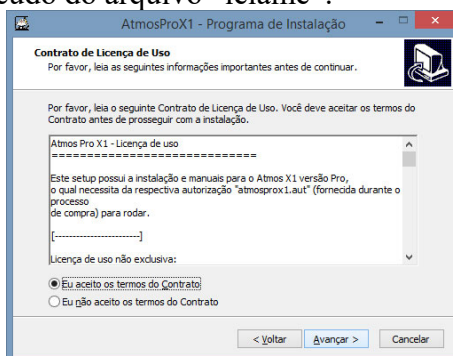 do arquivo "leiame".
AtmosProX1 - Programa de Instalação
Contrato de Licença de Uso
Por favor, leia as seguintes informações importantes antes de continuar.
Por favor, leia o seguinte Contrato de Licença de Uso. Você deve aceitar os termos do
Contrato antes de prosseguir com a instalação.
Atmos Pro X1 - Licença de uso
==============================
Este setup possui a instalação e manuais para o Atmos X1 versão Pro,
o qual necessita da respectiva autorização "atmosprox1.aut" (fornecida durante o
processo
de compra) para rodar.
[-----------------------]
Licença de uso não exclusiva:
Eu aceito os termos do Contrato
Eu não aceito os termos do Contrato
< Voltar
Avançar >
Cancelar